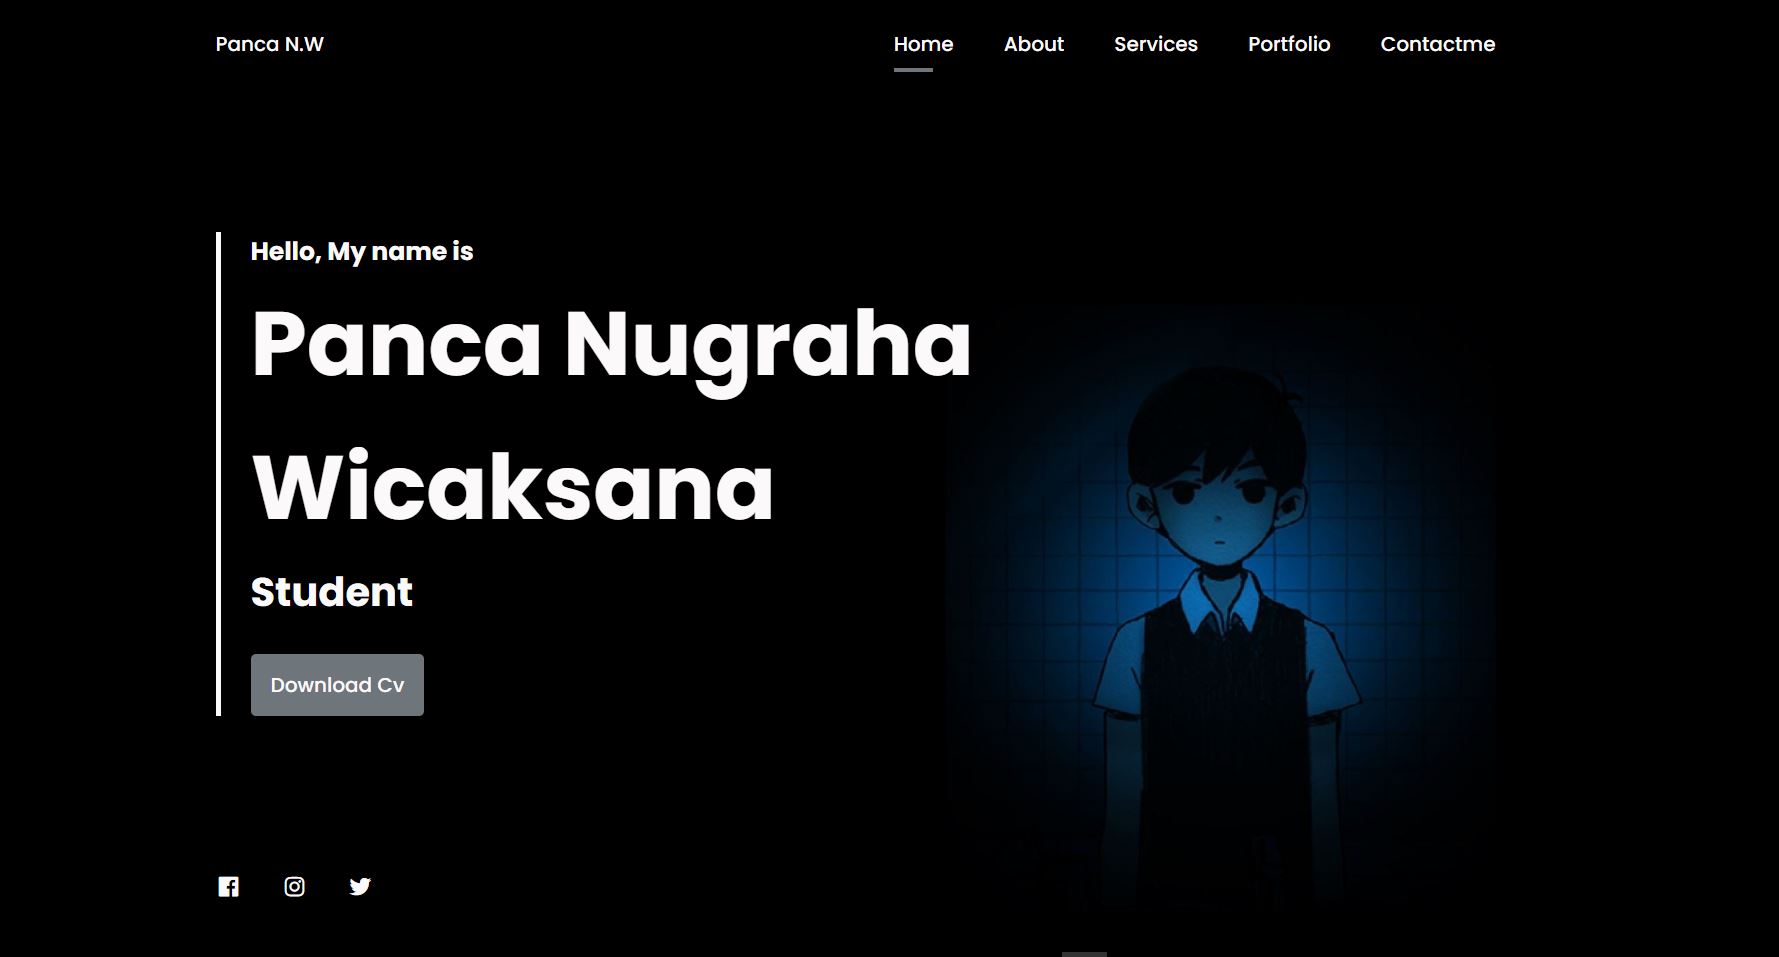 Panca N.W
Home About Services Portfolio Contactme
Hello, My name is
Panca Nugraha
Wicaksana
Student
Download Cv